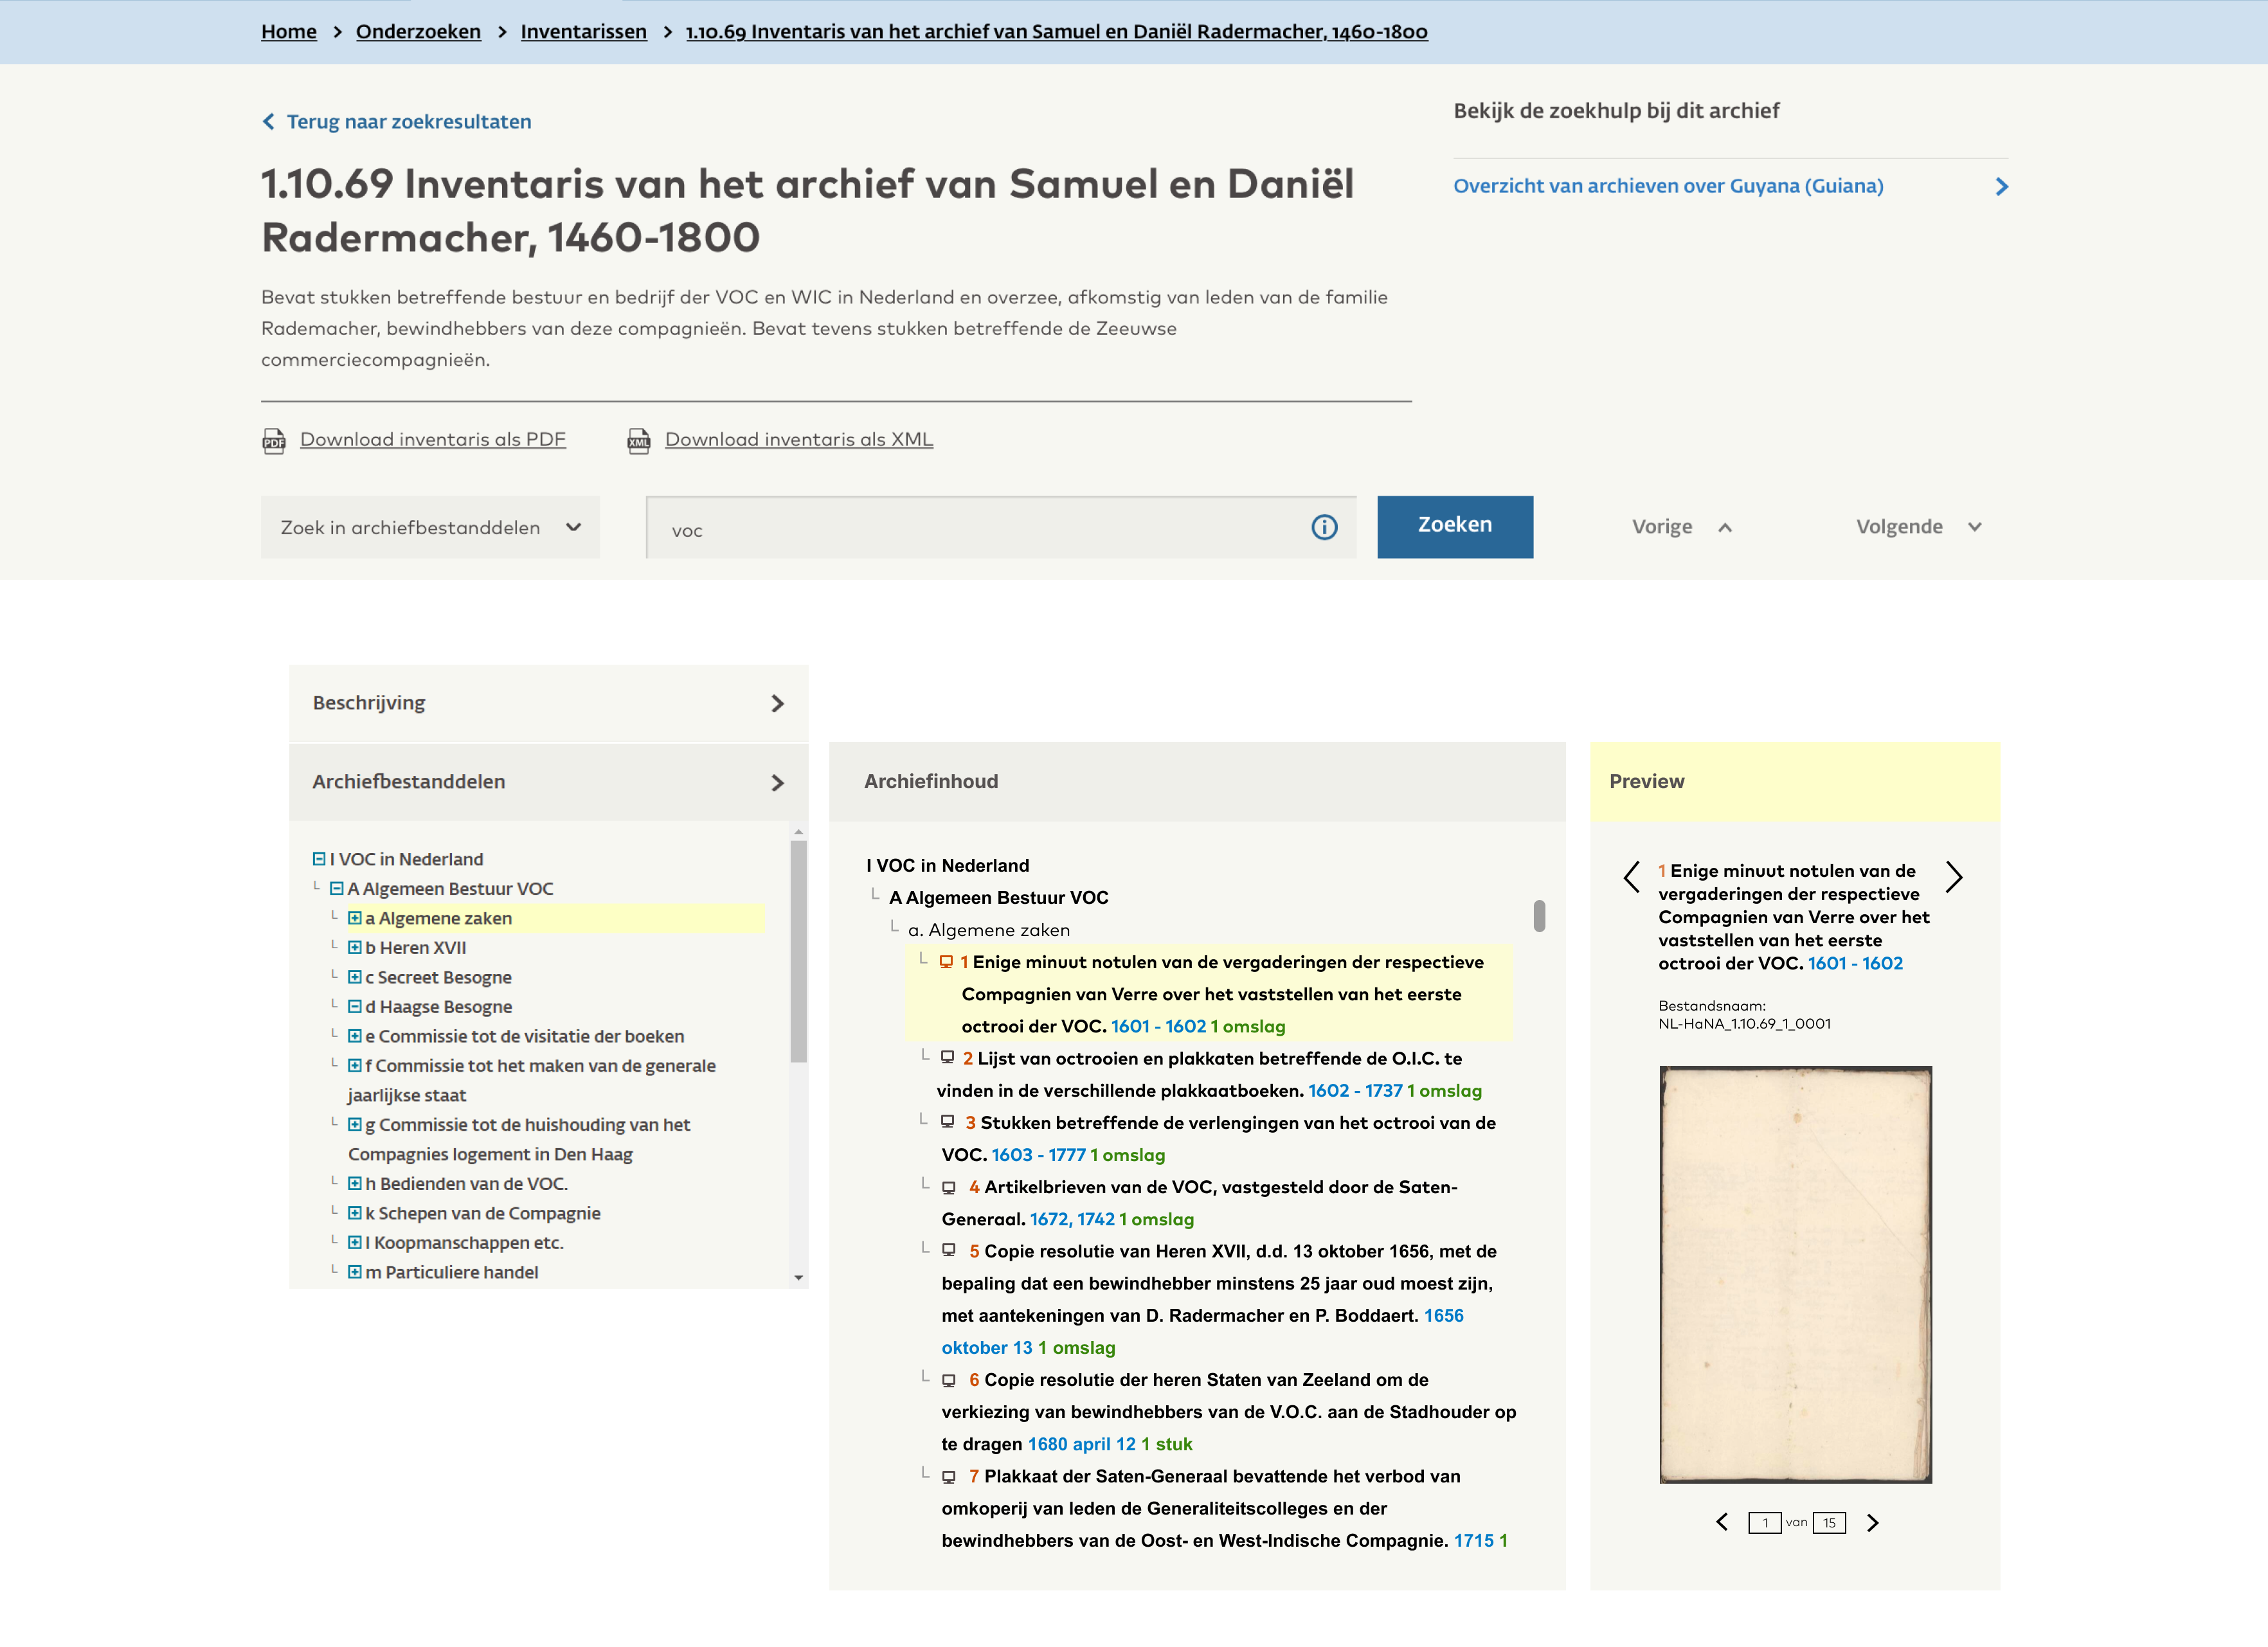 Home > Onderzoeken > Inventarissen > 1.10.69 Inventaris van het archief van Samuel en Daniël Radermacher, 1460-1800
Terug naar zoekresultaten
1.10.69 Inventaris van het archief van Samuel en Daniël
Radermacher, 1460-1800
Bevat stukken betreffende bestuur en bedrijf der VOC en WIC in Nederland en overzee, afkomstig van leden van de familie
Rademacher, bewindhebbers van deze compagnieën. Bevat tevens stukken betreffende de Zeeuwse
commerciecompagnieën.
Bekijk de zoekhulp bij dit archief
Overzicht van archieven over Guyana (Guiana)
PDF Download inventaris als PDF
XML Download inventaris als XML
Zoek in archiefbestanddelen
voc
Zoeken
Vorige
Volgende
Beschrijving
Archiefbestanddelen
I VOC in Nederland
A Algemeen Bestuur VOC
a Algemene zaken
b Heren XVII
c Secreet Besogne
d Haagse Besogne
e Commissie tot de visitatie der boeken
f Commissie tot het maken van de generale
jaarlijkse staat
g Commissie tot de huishouding van het
Compagnies logement in Den Haag
h Bedienden van de VOC.
k Schepen van de Compagnie
l Koopmanschappen etc.
m Particuliere handel
Archiefinhoud
I VOC in Nederland
A Algemeen Bestuur VOC
a. Algemene zaken
1 Enige minuut notulen van de vergaderingen der respectieve
Compagnien van Verre over het vaststellen van het eerste
octrooi der VOC. 1601 - 1602 1 omslag
2 Lijst van octrooien en plakkaten betreffende de O.I.C. te
vinden in de verschillende plakkaatboeken. 1602 - 1737 1 omslag
3 Stukken betreffende de verlengingen van het octrooi van de
VOC. 1603 - 1777 1 omslag
4 Artikelbrieven van de VOC, vastgesteld door de Saten-
Generaal. 1672, 1742 1 omslag
5 Copie resolutie van Heren XVII, d.d. 13 oktober 1656, met de
bepaling dat een bewindhebber minstens 25 jaar oud moest zijn,
met aantekeningen van D. Radermacher en P. Boddaert. 1656
oktober 13 1 omslag
6 Copie resolutie der heren Staten van Zeeland om de
verkiezing van bewindhebbers van de V.O.C. aan de Stadhouder op
te dragen 1680 april 12 1 stuk
7 Plakkaat der Saten-Generaal bevattende het verbod van
omkoperij van leden de Generaliteitscolleges en der
bewindhebbers van de Oost- en West-Indische Compagnie. 1715 1
Preview
1 Enige minuut notulen van de
vergaderingen der respectieve
Compagnien van Verre over het
vaststellen van het eerste
octrooi der VOC. 1601 - 1602
Bestandsnaam:
NL-HaNA_1.10.69_1_0001
1 van 15